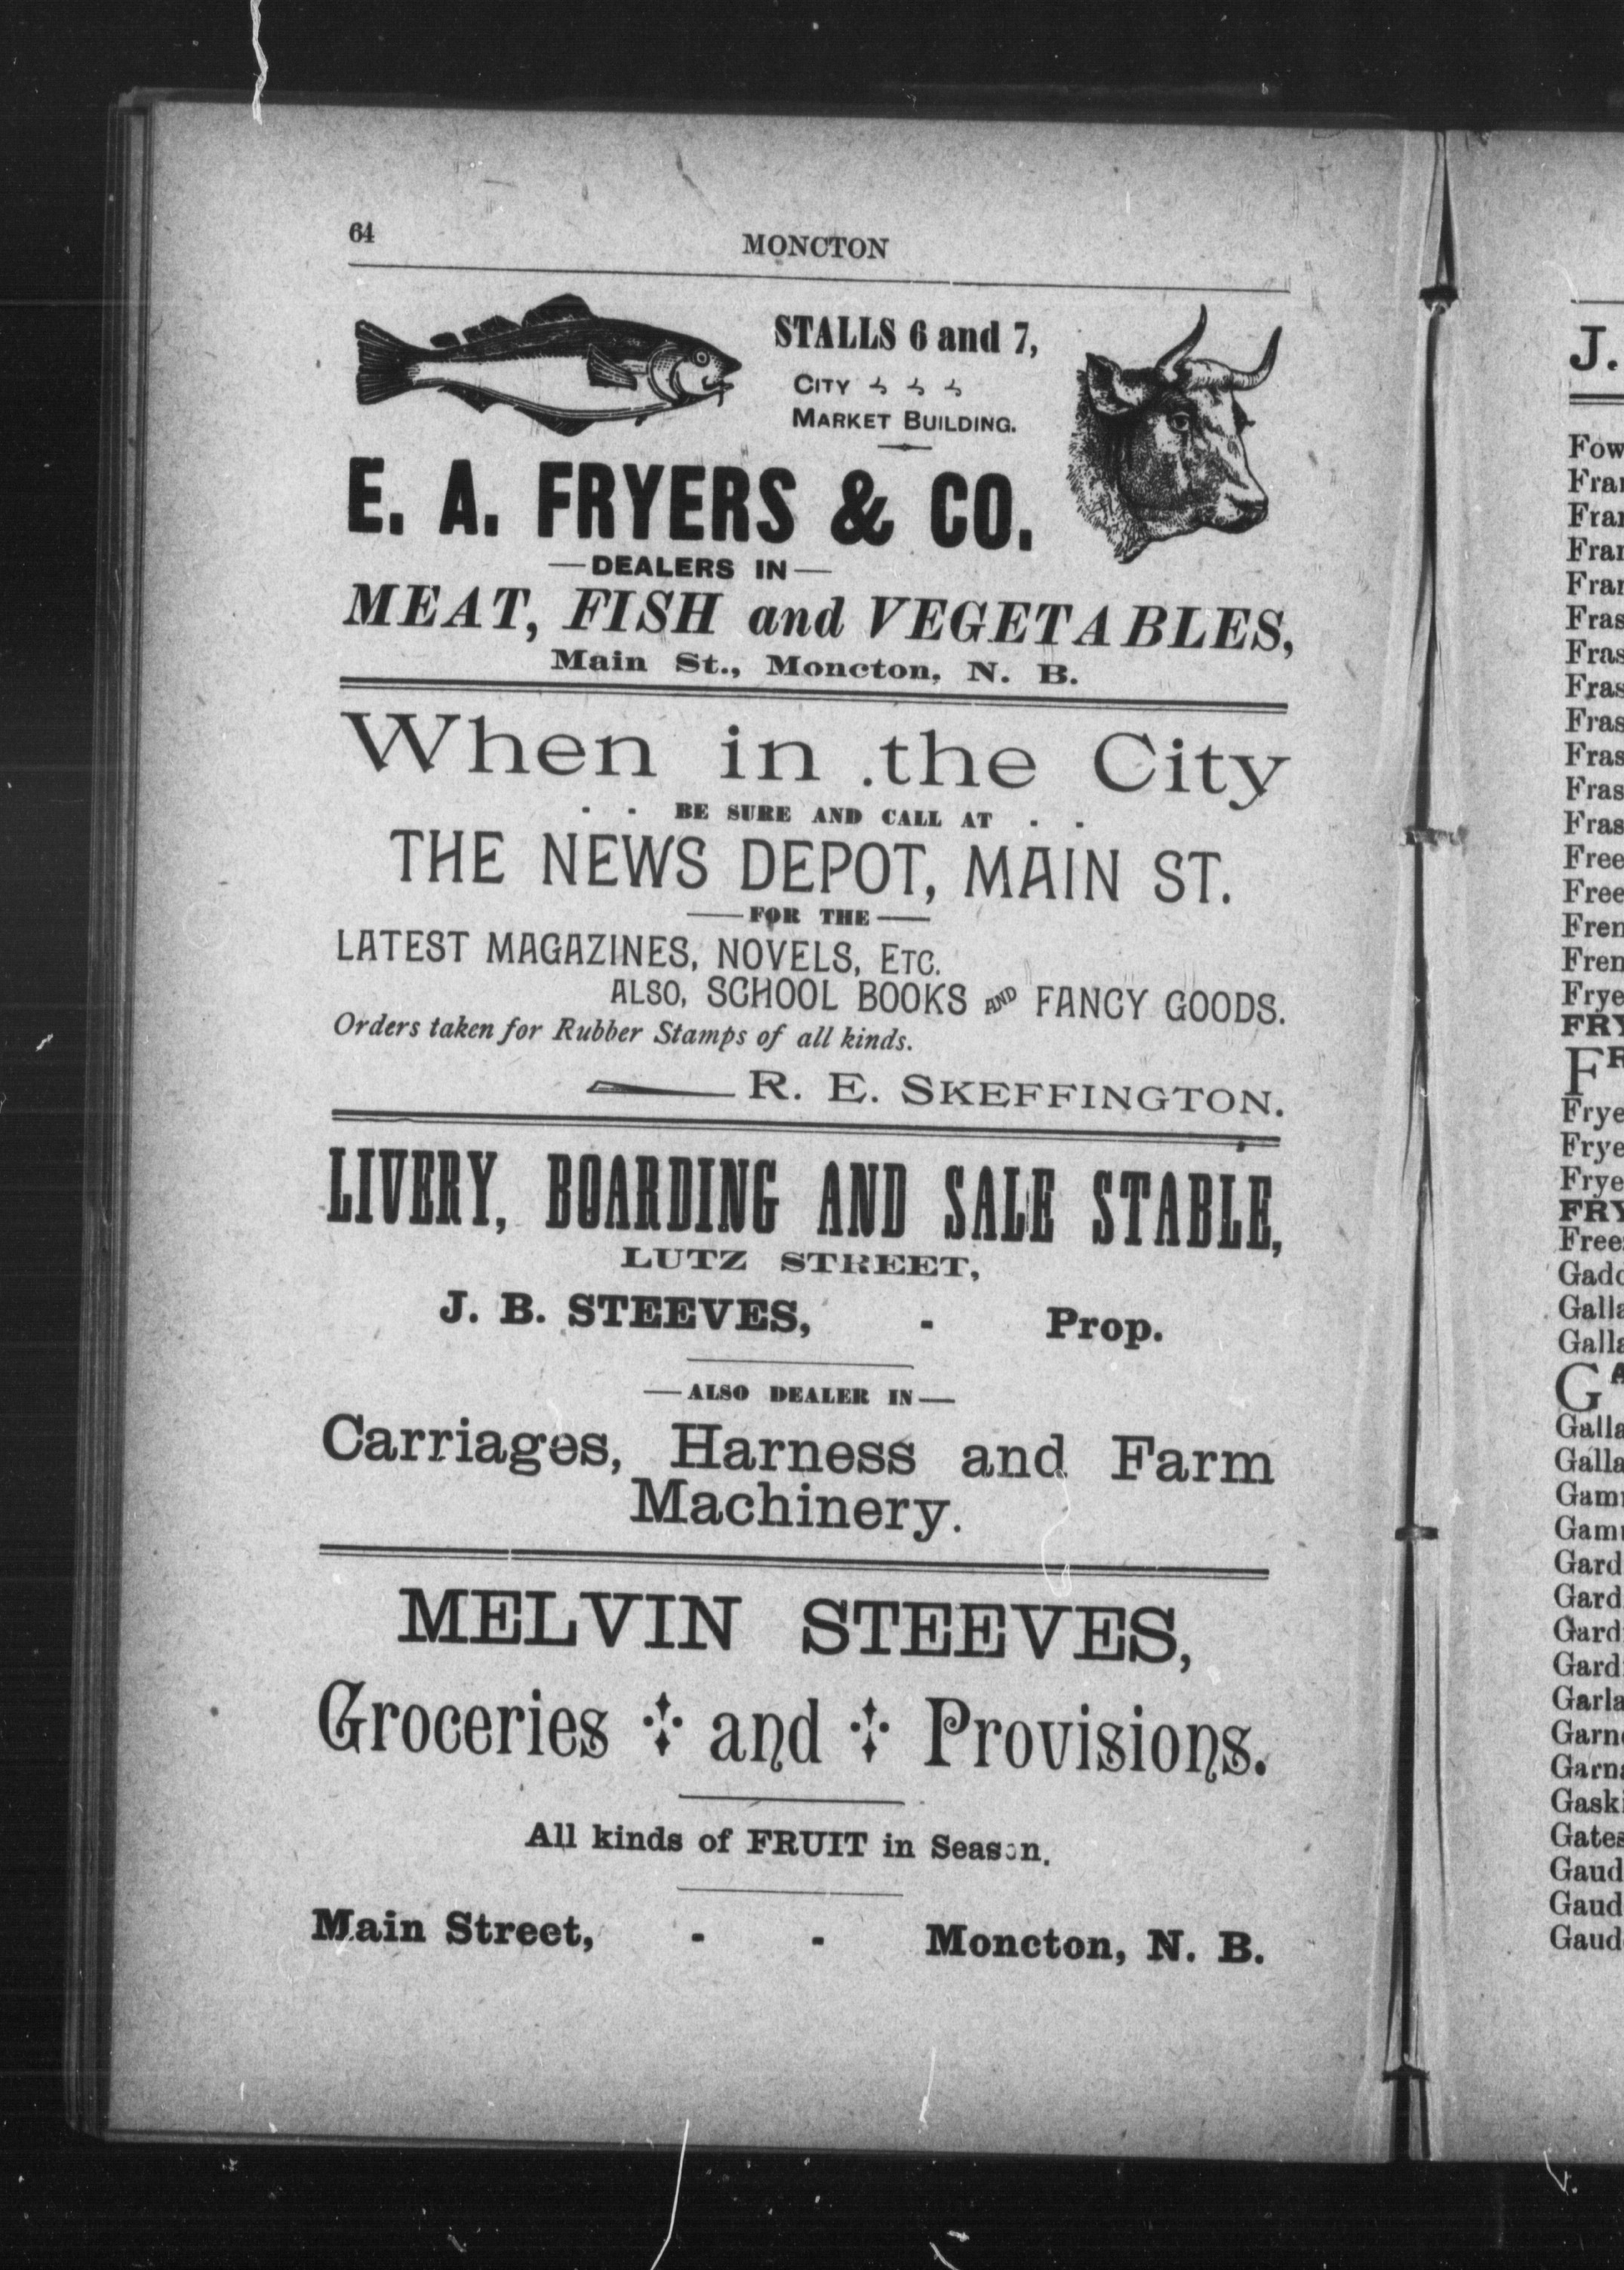 64
MONCTON
STALLS 6 and 7,
CITY
MARKET BUILDING.
E. A. FRYERS & CO.
—DEALERS IN—
MEAT, FISH and VEGETABLES,
Main St., Moncton, N. B.
When in the City
. . BE SURE AND CALL AT . .
THE NEWS DEPOT, MAIN ST.
—FOR THE—
LATEST MAGAZINES, NOVELS, ETC.
ALSO, SCHOOL BOOKS AND FANCY GOODS.
Orders taken for Rubber Stamps of all kinds.
R. E. SKEFFINGTON.
LIVERY, BOARDING AND SALE STABLE,
LUTZ STREET,
J. B. STEEVES, - Prop.
—ALSO DEALER IN—
Carriages, Harness and Farm
Machinery.
MELVIN STEEVES,
Groceries and Provisions.
All kinds of FRUIT in Season.
Main Street, - - Moncton, N. B.
J.